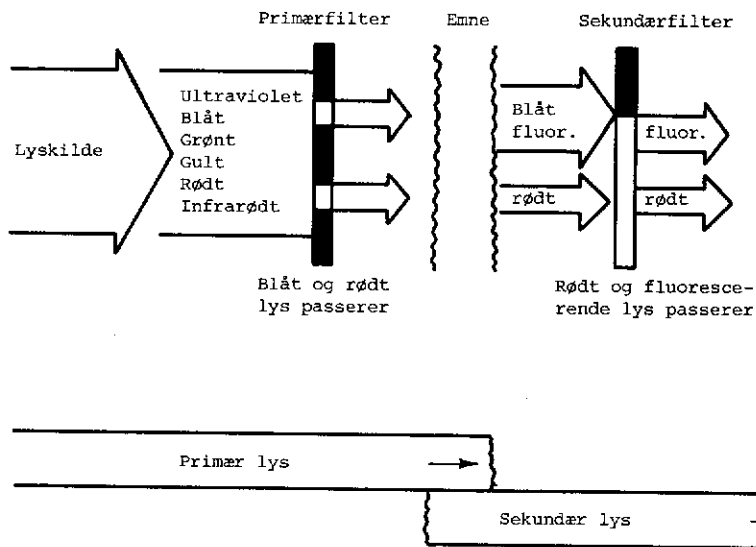 Primærfilter
Emne
Sekundærfilter
Lyskilde
Ultraviolet
Blåt
Grønt
Gult
Rødt
Infrarødt
Blåt
fluor.
rødt
fluor.
rødt
Blåt og rødt
lys passerer
Rødt og fluoresce-
rende lys passerer
Primær lys
Sekundær lys